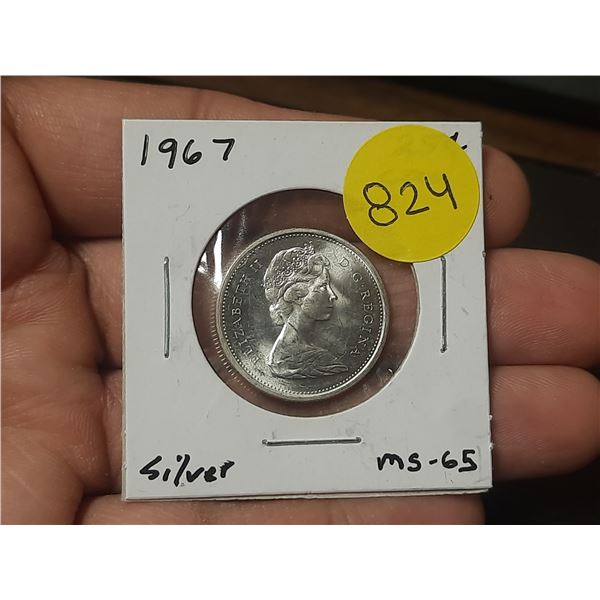 1967
824
ELIZABETH II D·G·REGINA
silver
MS-65